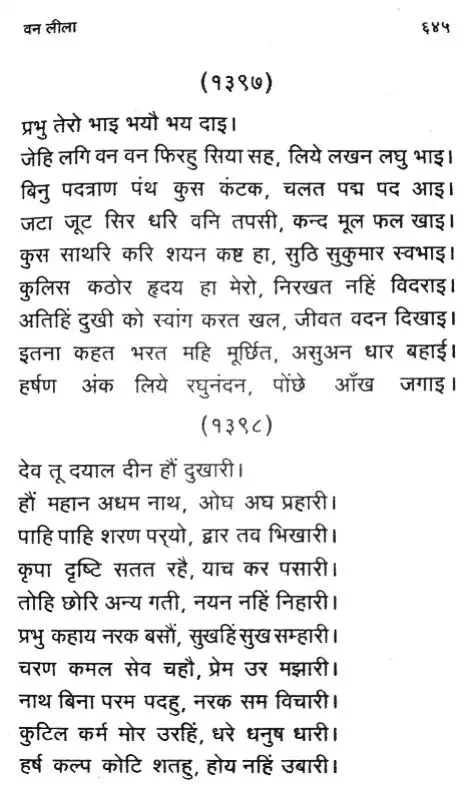 वन लीला ६४५
(१३९७)
प्रभु तेरो भाइ भयौ भय दाइ।
जेहि लगि वन वन फिरहु सिया सह, लिये लखन लघु भाइ।
बिनु पदत्राण पंथ कुस कंटक, चलत पद्म पद आइ।
जटा जूट सिर धरि वनि तपसी, कन्द मूल फल खाइ।
कुस साथरि करि शयन कष्ट हा, सुठि सुकुमार स्वभाइ।
कुलिस कठोर हृदय हा मेरो, निरखत नहिं विदराइ।
अतिहिं दुखी को स्वांग करत खल, जीवत वदन दिखाइ।
इतना कहत भरत महि मूर्छित, असुअन धार बहाई।
हर्षण अंक लिये रघुनंदन, पोंछे आँख जगाइ।
(१३९८)
देव तू दयाल दीन हौं दुखारी।
हौं महान अधम नाथ, ओघ अघ प्रहारी।
पाहि पाहि शरण पर्‌यो, द्वार तव भिखारी।
कृपा दृष्टि सतत रहै, याच कर पसारी।
तोहि छोरि अन्य गती, नयन नहिं निहारी।
प्रभु कहाय नरक बसौं, सुखहिं सुख सम्हारी।
चरण कमल सेव चहौ, प्रेम उर मझारी।
नाथ बिना परम पदहु, नरक सम विचारी।
कुटिल कर्म मोर उरहिं, धरे धनुष धारी।
हर्ष कल्प कोटि शतहु, होय नहिं उबारी।